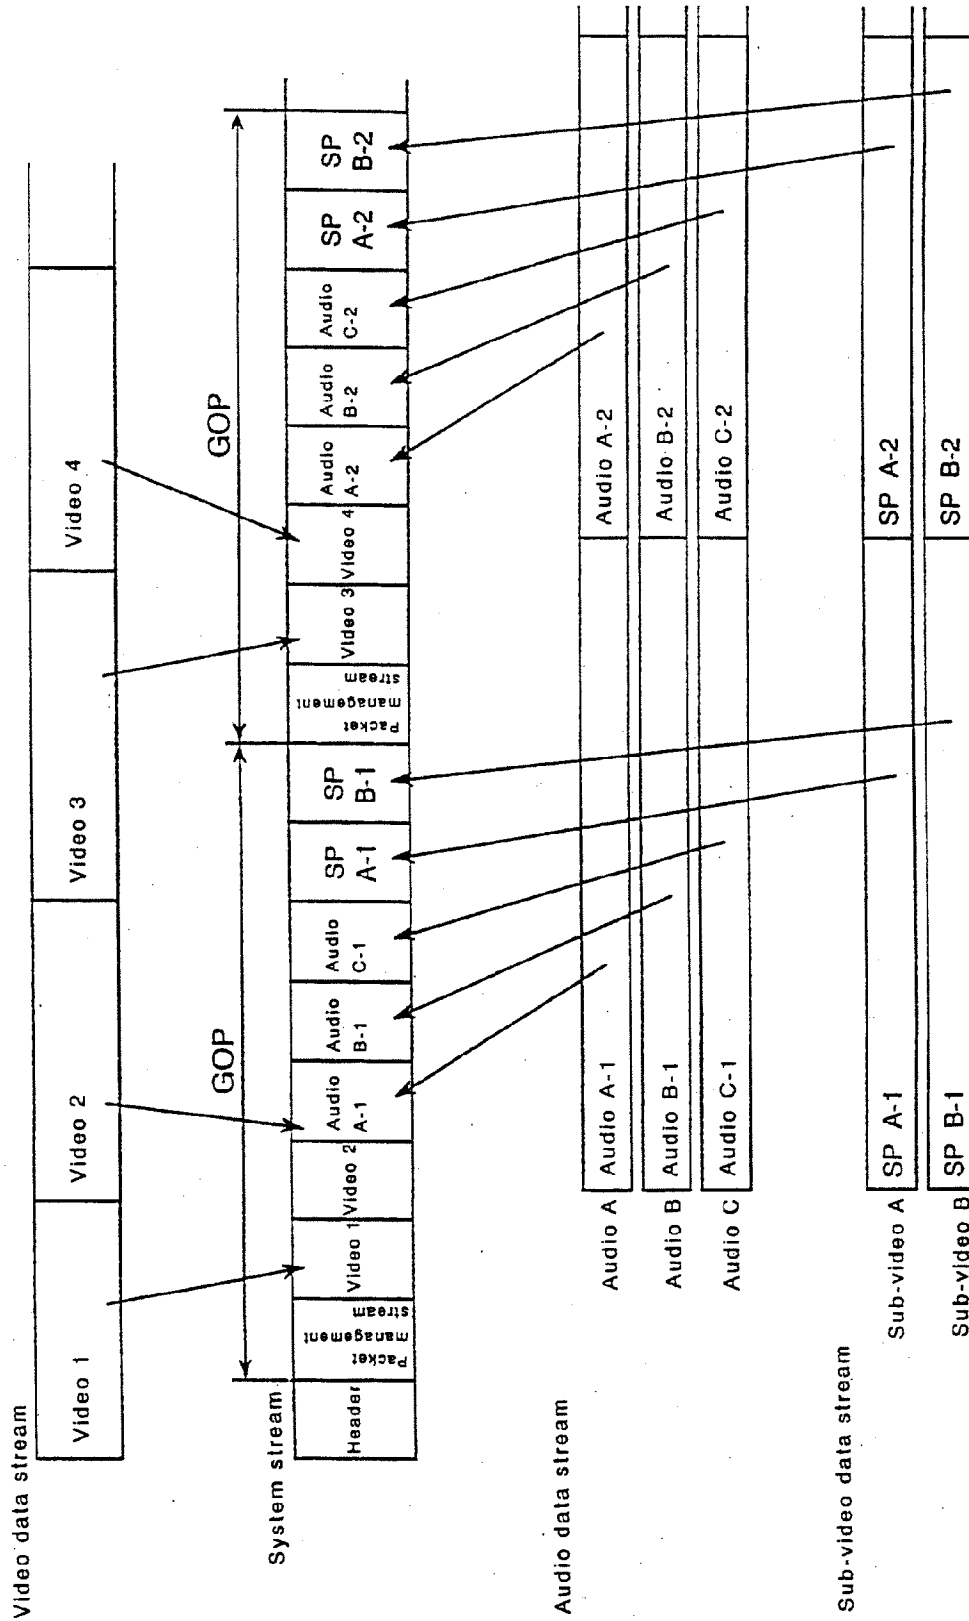 Video data stream
Video 1
Video 2
Video 3
Video 4
System stream
GOP
GOP
Header
Packet
management
stream
Video 1
Video 2
Audio
A-1
Audio
B-1
Audio
C-1
SP
A-1
SP
B-1
Packet
management
stream
Video 3
Video 4
Audio
A-2
Audio
B-2
Audio
C-2
SP
A-2
SP
B-2
Audio data stream
Audio A
Audio A-1
Audio A-2
Audio B
Audio B-1
Audio B-2
Audio C
Audio C-1
Audio C-2
Sub-video data stream
Sub-video A
SP A-1
SP A-2
Sub-video B
SP B-1
SP B-2